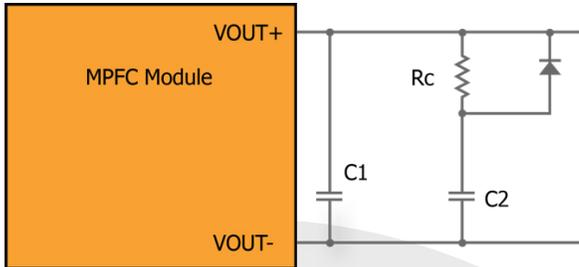 VOUT+
MPFC Module
Rc
C1
C2
VOUT-